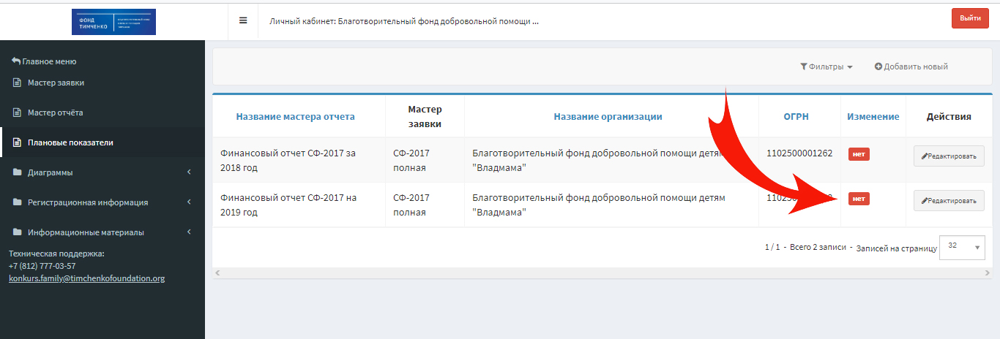 ФОНД
ТИМЧЕНКО
Личный кабинет: Благотворительный фонд добровольной помощи ...
Выйти
Главное меню
Мастер заявки
Мастер отчёта
Плановые показатели
Диаграммы
Регистрационная информация
Информационные материалы
Техническая поддержка:
+7 (812) 777-03-57
konkurs.family@timchenkofoundation.org
Фильтры
Добавить новый
Название мастера отчета
Мастер
заявки
Название организации
ОГРН
Изменение
Действия
Финансовый отчет СФ-2017 за
2018 год
СФ-2017
полная
Благотворительный фонд добровольной помощи детям
"Владмама"
1102500001262
нет
Редактировать
Финансовый отчет СФ-2017 на
2019 год
СФ-2017
полная
Благотворительный фонд добровольной помощи детям
"Владмама"
нет
Редактировать
1 / 1 - Всего 2 записи - Записей на страницу 32